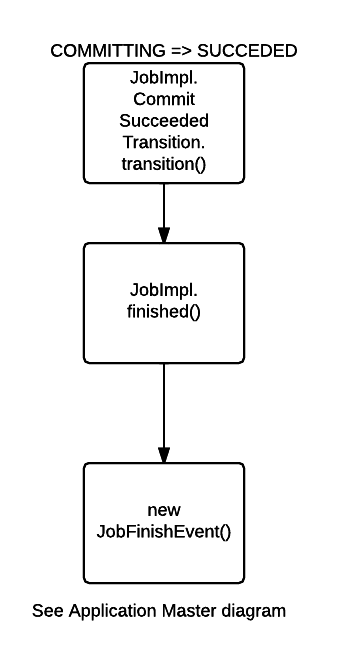 COMMITTING => SUCCEDED
JobImpl.
Commit
Succeeded
Transition.
transition()
JobImpl.
finished()
new
JobFinishEvent()
See Application Master diagram